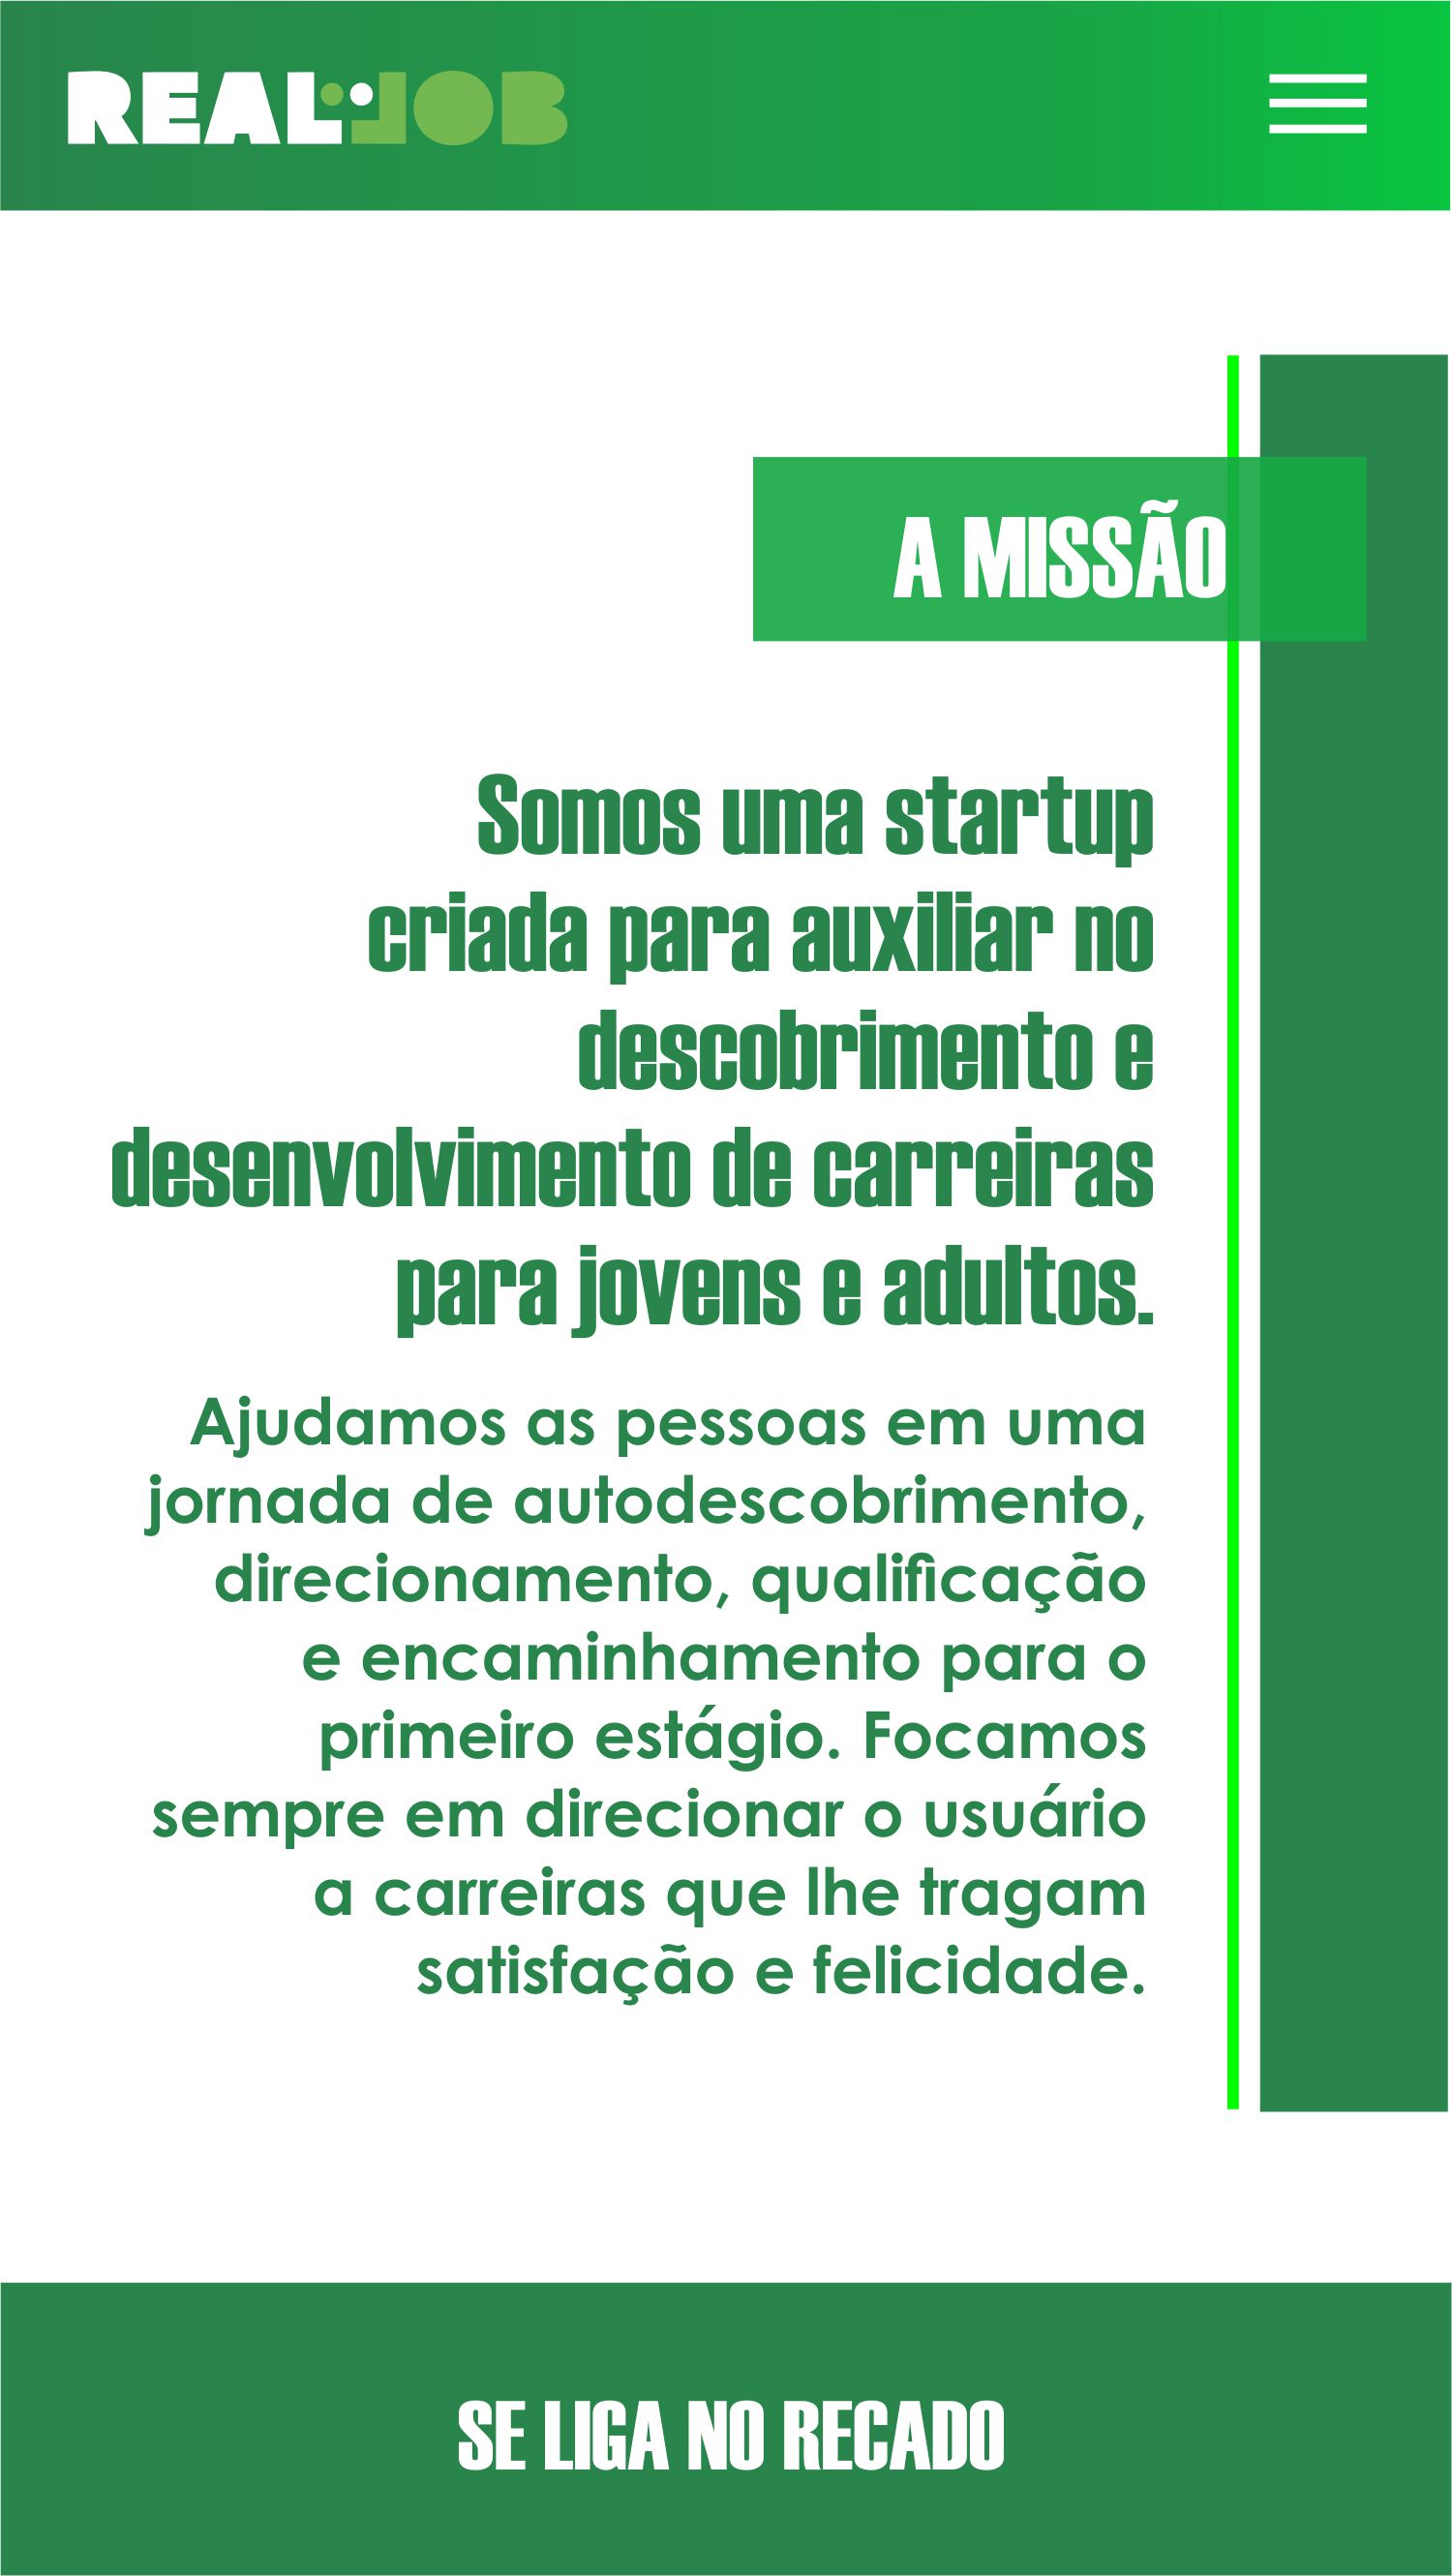 REAL JOB
A MISSÃO
Somos uma startup
criada para auxiliar no
descobrimento e
desenvolvimento de carreiras
para jovens e adultos.
Ajudamos as pessoas em uma
jornada de autodescobrimento,
direcionamento, qualificação
e encaminhamento para o
primeiro estágio. Focamos
sempre em direcionar o usuário
a carreiras que lhe tragam
satisfação e felicidade.
SE LIGA NO RECADO